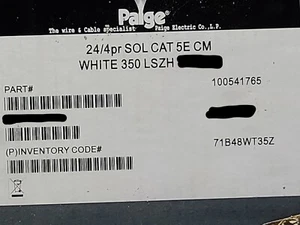 Paige
The wire & Cable Specialist Paige Electric Co., L.P.
24/4pr SOL CAT 5E CM
WHITE 350 LSZH
PART# 100541765
(P)INVENTORY CODE# 71B48WT35Z